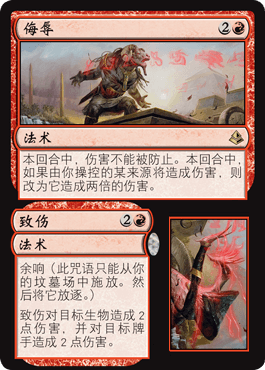 侮辱 2
法术
本回合中，伤害不能被防止。本回合中，
如果由你操控的某来源将造成伤害，则
改为它造成两倍的伤害。
致伤 2
法术
余响（此咒语只能从你
的坟墓场中施放。然
后将它放逐。）
致伤对目标生物造成2
点伤害，并对目标牌
手造成2点伤害。